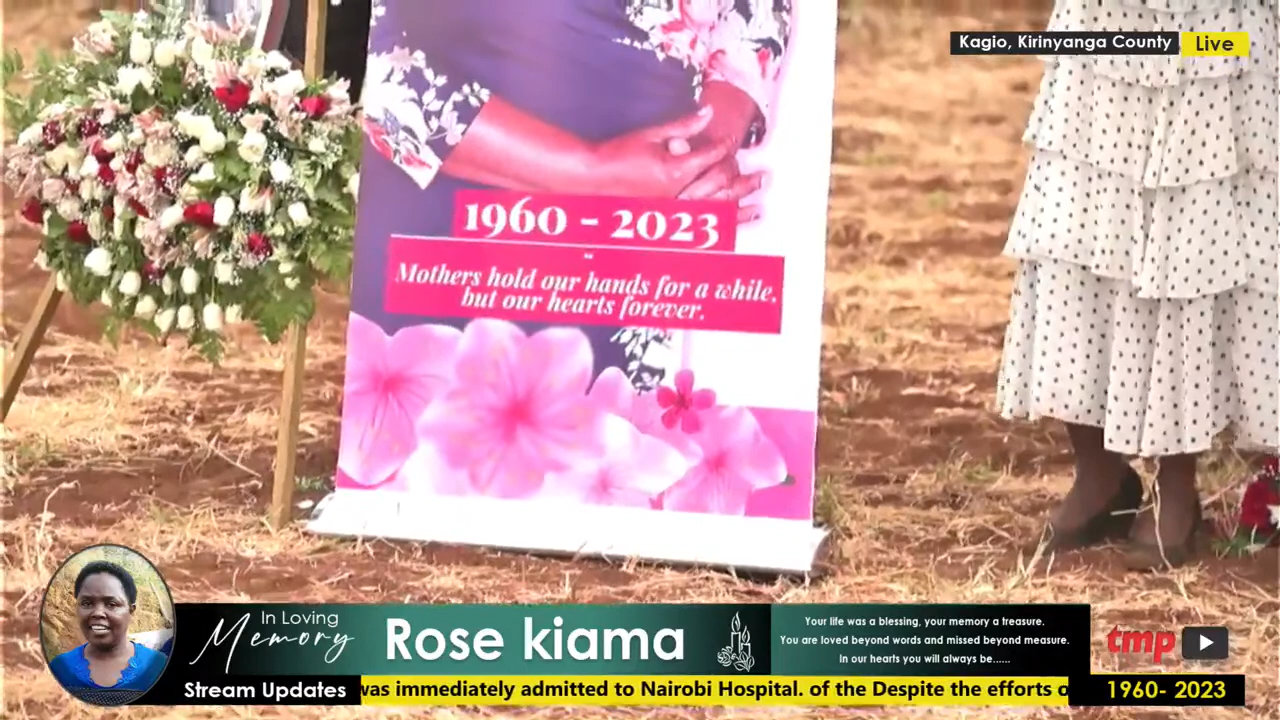 Kagio, Kirinyanga County
Live
1960 - 2023
Mothers hold our hands for a while,
but our hearts forever.
In Loving
Memory
Rose kiama
Your life was a blessing, your memory a treasure.
You are loved beyond words and missed beyond measure.
In our hearts you will always be......
tmp
Stream Updates
was immediately admitted to Nairobi Hospital. of the Despite the efforts o
1960- 2023